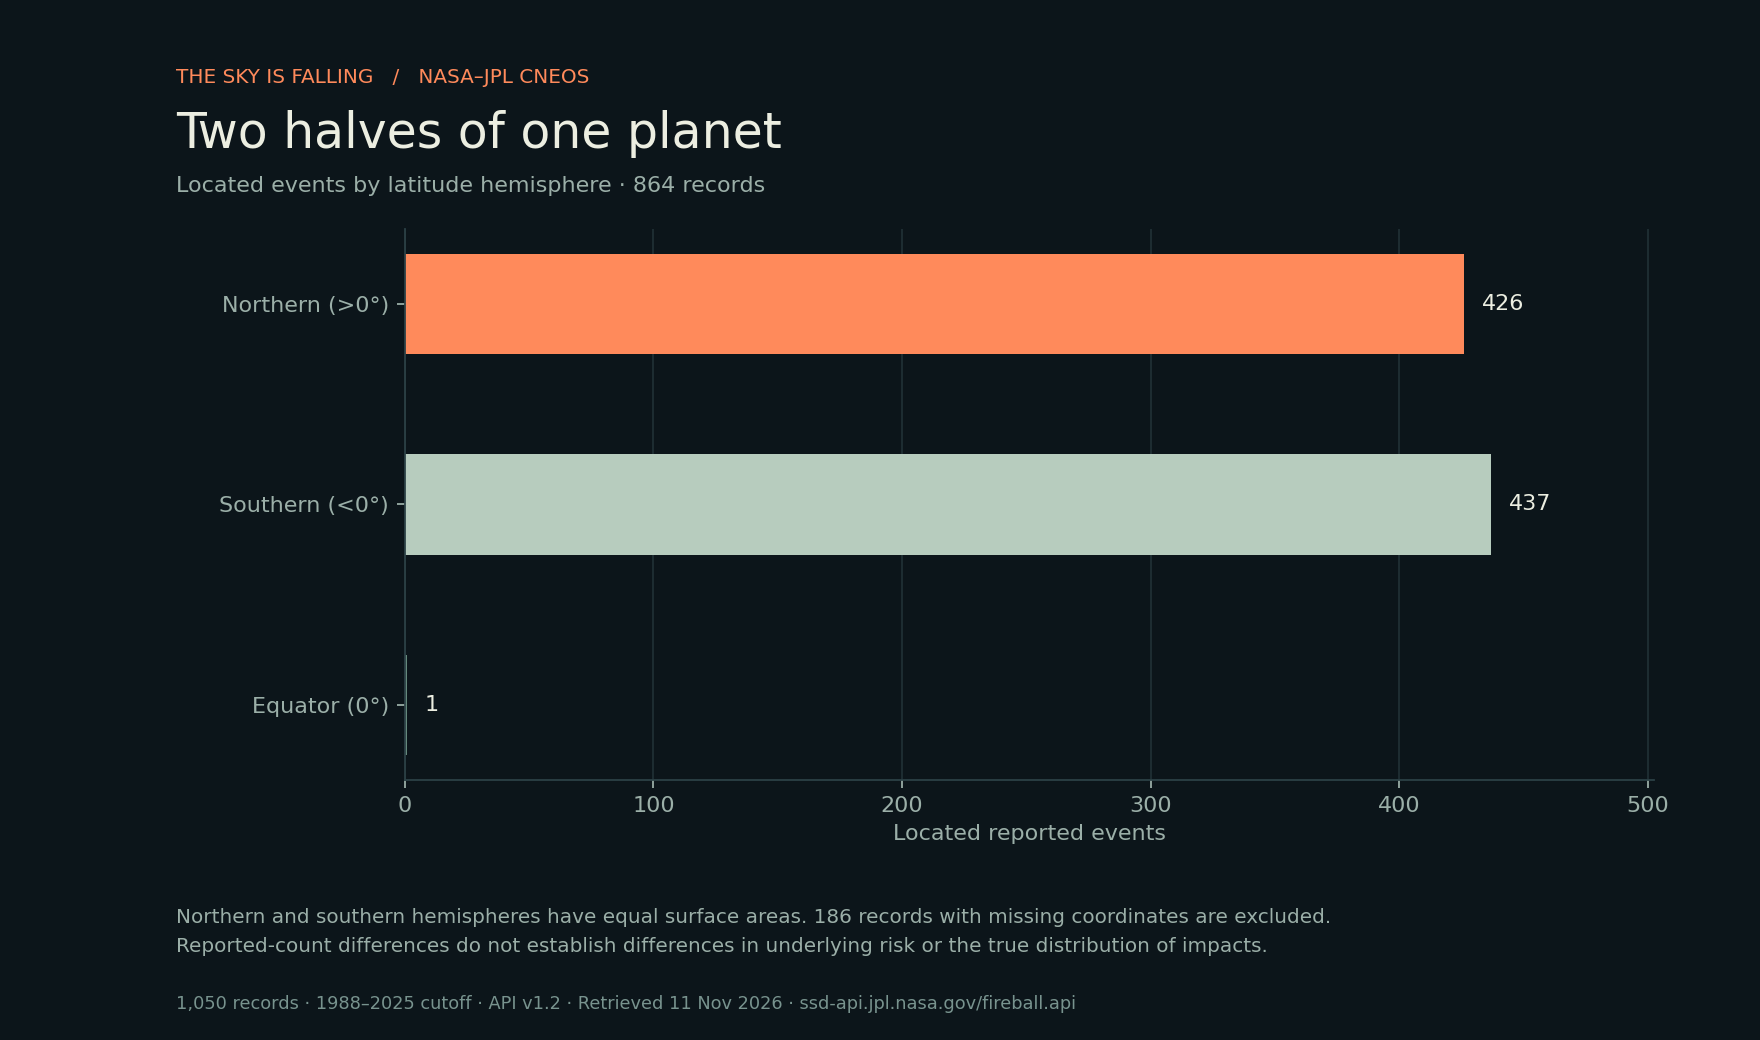 THE SKY IS FALLING / NASA–JPL CNEOS
Two halves of one planet
Located events by latitude hemisphere · 864 records
Northern (>0°)
426
Southern (<0°)
437
Equator (0°)
1
0 100 200 300 400 500
Located reported events
Northern and southern hemispheres have equal surface areas. 186 records with missing coordinates are excluded.
Reported-count differences do not establish differences in underlying risk or the true distribution of impacts.
1,050 records · 1988–2025 cutoff · API v1.2 · Retrieved 11 Nov 2026 · ssd-api.jpl.nasa.gov/fireball.api